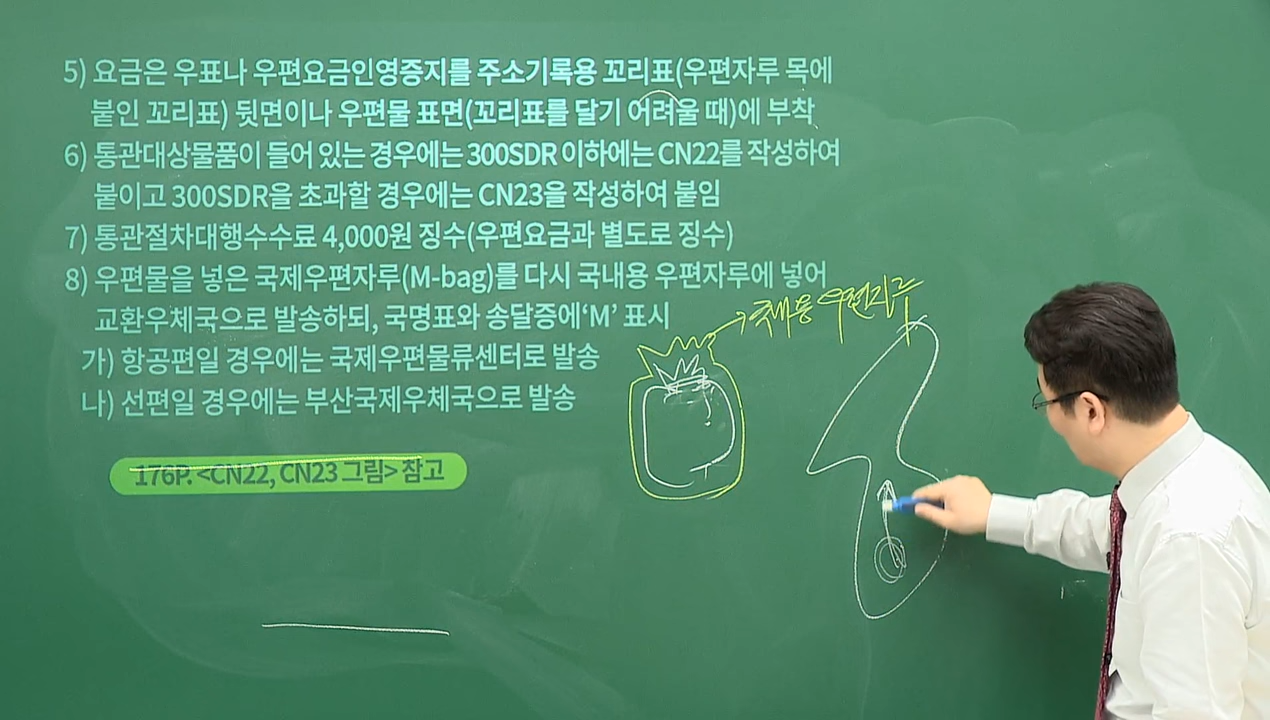 5) 요금은 우표나 우편요금인영증지를 주소기록용 꼬리표(우편자루 목에
붙인 꼬리표) 뒷면이나 우편물 표면(꼬리표를 달기 어려울 때)에 부착
6) 통관대상물품이 들어 있는 경우에는 300SDR 이하에는 CN22를 작성하여
붙이고 300SDR을 초과할 경우에는 CN23을 작성하여 붙임
7) 통관절차대행수수료 4,000원 징수(우편요금과 별도로 징수)
8) 우편물을 넣은 국제우편자루(M-bag)를 다시 국내용 우편자루에 넣어
교환우체국으로 발송하되, 국명표와 송달증에‘M’ 표시
국내용 우편자루
가) 항공편일 경우에는 국제우편물류센터로 발송
나) 선편일 경우에는 부산국제우체국으로 발송
176P. <CN22, CN23 그림> 참고